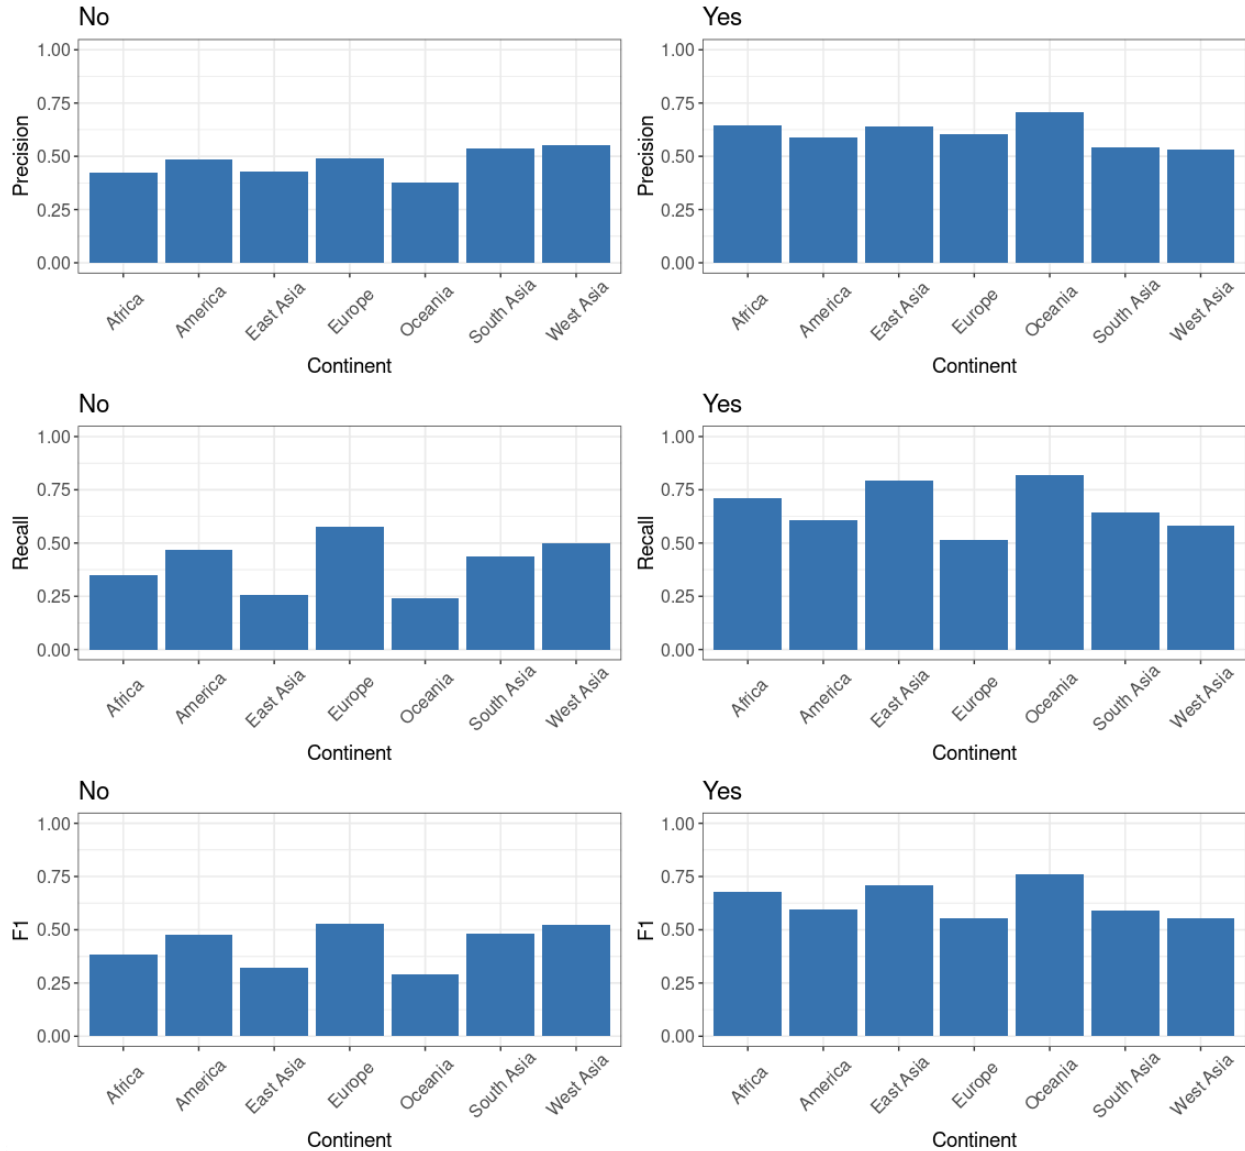 No
Precision
1.00
0.75
0.50
0.25
0.00
Africa
America
East Asia
Europe
Oceania
South Asia
West Asia
Continent
Yes
Precision
1.00
0.75
0.50
0.25
0.00
Africa
America
East Asia
Europe
Oceania
South Asia
West Asia
Continent
No
Recall
1.00
0.75
0.50
0.25
0.00
Africa
America
East Asia
Europe
Oceania
South Asia
West Asia
Continent
Yes
Recall
1.00
0.75
0.50
0.25
0.00
Africa
America
East Asia
Europe
Oceania
South Asia
West Asia
Continent
No
F1
1.00
0.75
0.50
0.25
0.00
Africa
America
East Asia
Europe
Oceania
South Asia
West Asia
Continent
Yes
F1
1.00
0.75
0.50
0.25
0.00
Africa
America
East Asia
Europe
Oceania
South Asia
West Asia
Continent